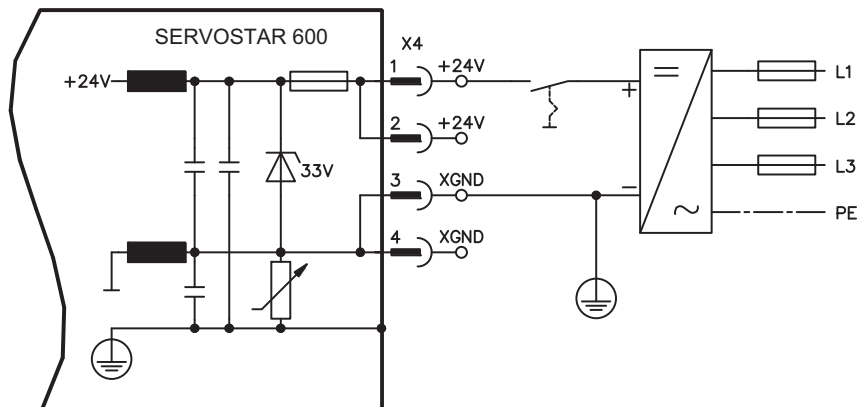 SERVOSTAR 600
X4
+24V
1
+24V
2
+24V
33V
3
XGND
4
XGND
+
−
L1
L2
L3
PE